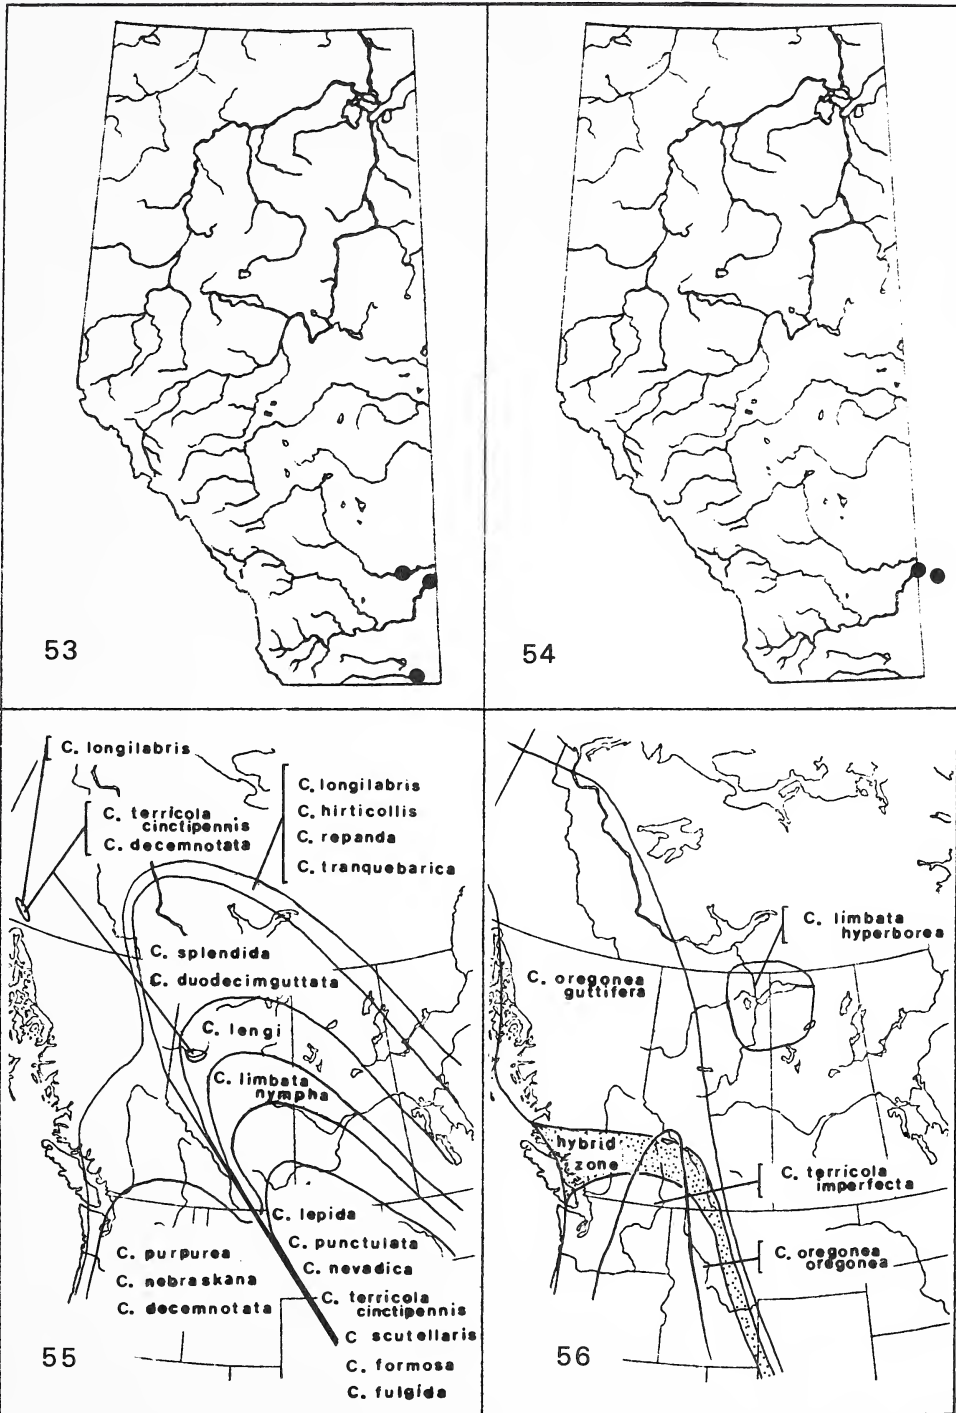 53
54
C. longilabris
C. terricola
cinctipennis
C. decemnotata
C. longilabris
C. hirticollis
C. repanda
C. tranquebarica
C. splendida
C. duodecimguttata
C. lengi
C. limbata
nympha
C. lepida
C. purpurea
C. nebraskana
C. decemnotata
C. punctulata
C. nevadica
C. terricola
cinctipennis
C scutellaris
C. formosa
C. fulgida
55
C. limbata
hyperborea
C. oregonea
guttifera
hybrid
zone
C. terricola
imperfecta
C. oregonea
oregonea
56